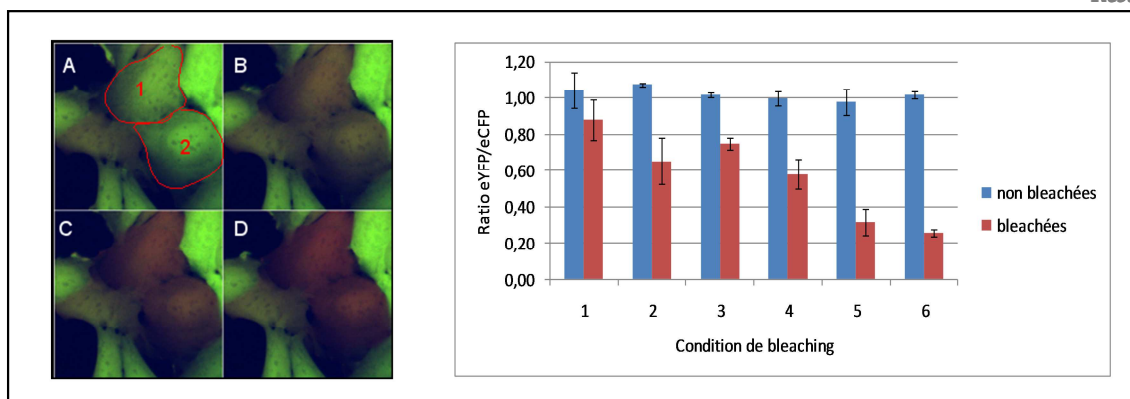 A
B
1
2
C
D
1,20
1,00
0,80
0,60
0,40
0,20
0,00
Ratio eYFP/eCFP
1 2 3 4 5 6
Condition de bleaching
non bleachées
bleachées